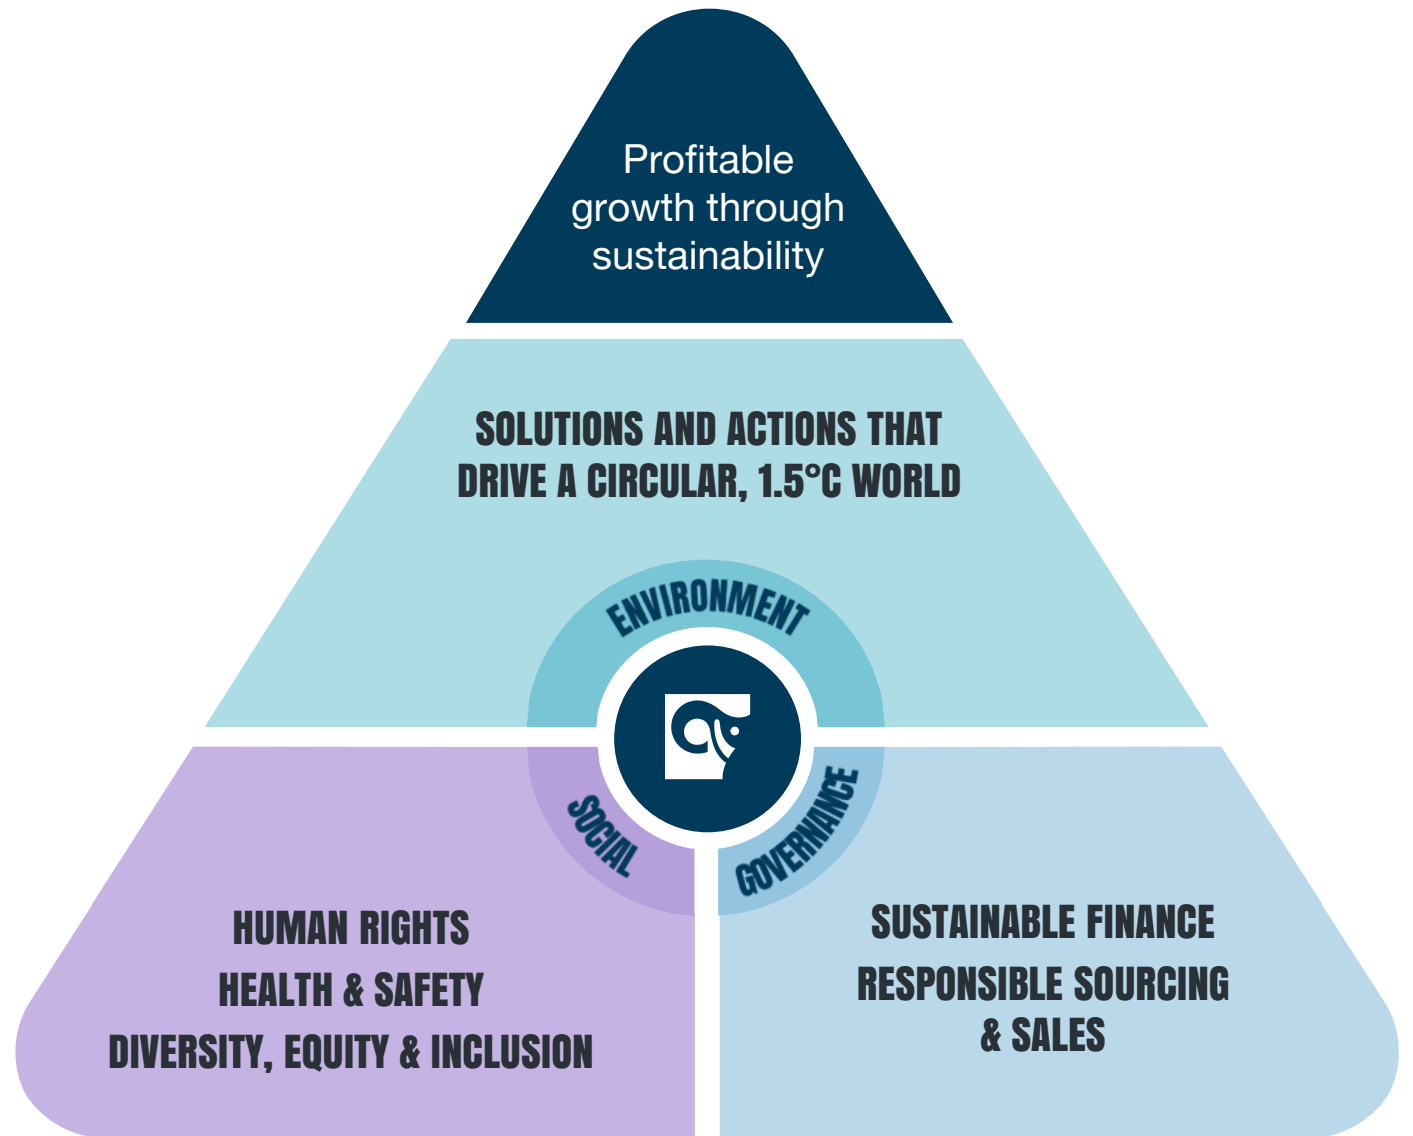 Profitable
growth through
sustainability
SOLUTIONS AND ACTIONS THAT
DRIVE A CIRCULAR, 1.5°C WORLD
ENVIRONMENT
SOCIAL
GOVERNANCE
HUMAN RIGHTS
HEALTH & SAFETY
DIVERSITY, EQUITY & INCLUSION
SUSTAINABLE FINANCE
RESPONSIBLE SOURCING
& SALES